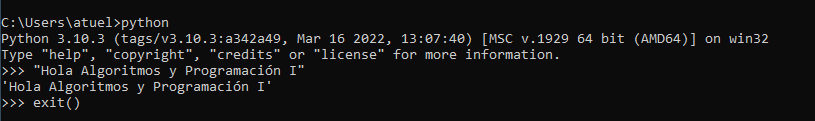 C:\Users\atuel>python
Python 3.10.3 (tags/v3.10.3:a342a49, Mar 16 2022, 13:07:40) [MSC v.1929 64 bit (AMD64)] on win32
Type "help", "copyright", "credits" or "license" for more information.
>>> "Hola Algoritmos y Programación I"
'Hola Algoritmos y Programación I'
>>> exit()